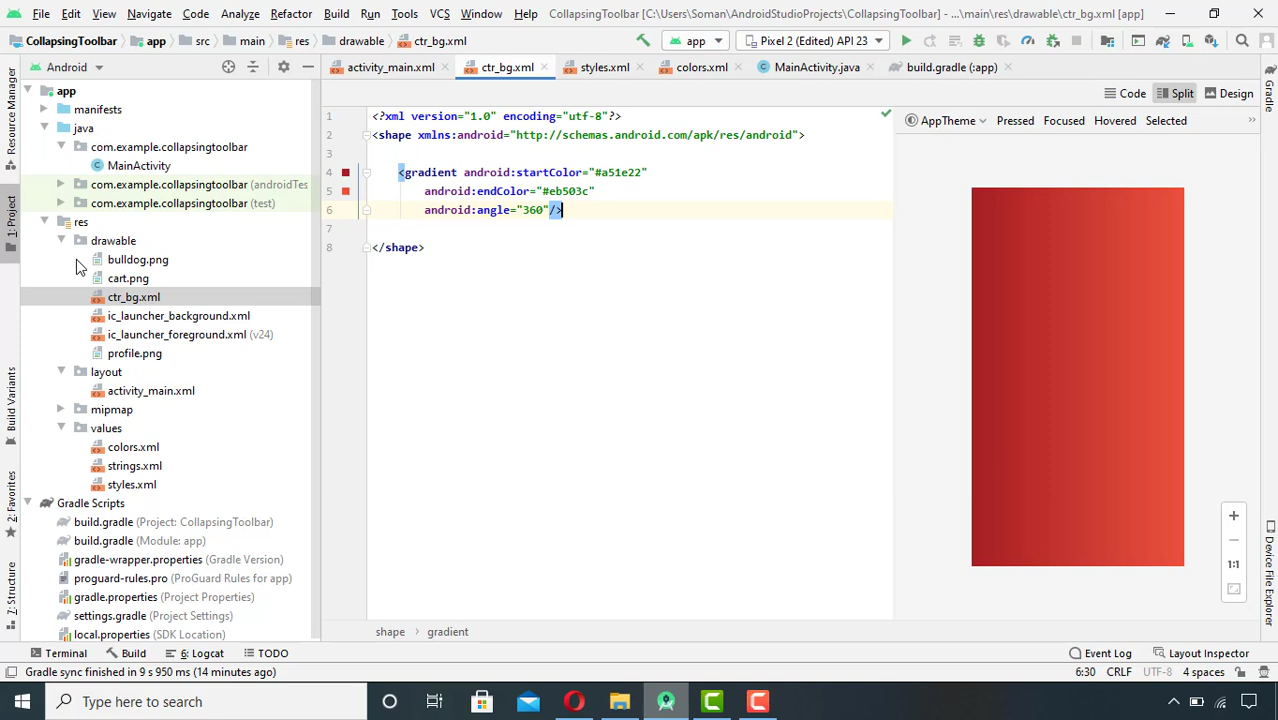 File Edit View Navigate Code Analyze Refactor Build Run Tools VCS Window Help CollapsingToolbar [C:\Users\Soman\AndroidStudioProjects\CollapsingToolbar] - ...\main\res\drawable\ctr_bg.xml [app]
CollapsingToolbar app src main res drawable ctr_bg.xml app Pixel 2 (Edited) API 23
Android
activity_main.xml ctr_bg.xml styles.xml colors.xml MainActivity.java build.gradle (:app)
Code Split Design
AppTheme Pressed Focused Hovered Selected
Resource Manager
1: Project
Build Variants
2: Favorites
7: Structure
app
manifests
java
com.example.collapsingtoolbar
MainActivity
com.example.collapsingtoolbar (androidTes
com.example.collapsingtoolbar (test)
res
drawable
bulldog.png
cart.png
ctr_bg.xml
ic_launcher_background.xml
ic_launcher_foreground.xml (v24)
profile.png
layout
activity_main.xml
mipmap
values
colors.xml
strings.xml
styles.xml
Gradle Scripts
build.gradle (Project: CollapsingToolbar)
build.gradle (Module: app)
gradle-wrapper.properties (Gradle Version)
proguard-rules.pro (ProGuard Rules for app)
gradle.properties (Project Properties)
settings.gradle (Project Settings)
local.properties (SDK Location)
1 <?xml version="1.0" encoding="utf-8"?>
2 <shape xmlns:android="http://schemas.android.com/apk/res/android">
3
4 <gradient android:startColor="#a51e22"
5 android:endColor="#eb503c"
6 android:angle="360"/>
7
8 </shape>
1:1
Gradle
Device File Explorer
shape gradient
Terminal Build 6: Logcat TODO Event Log Layout Inspector
Gradle sync finished in 9 s 950 ms (14 minutes ago) 6:30 CRLF UTF-8 4 spaces
Type here to search